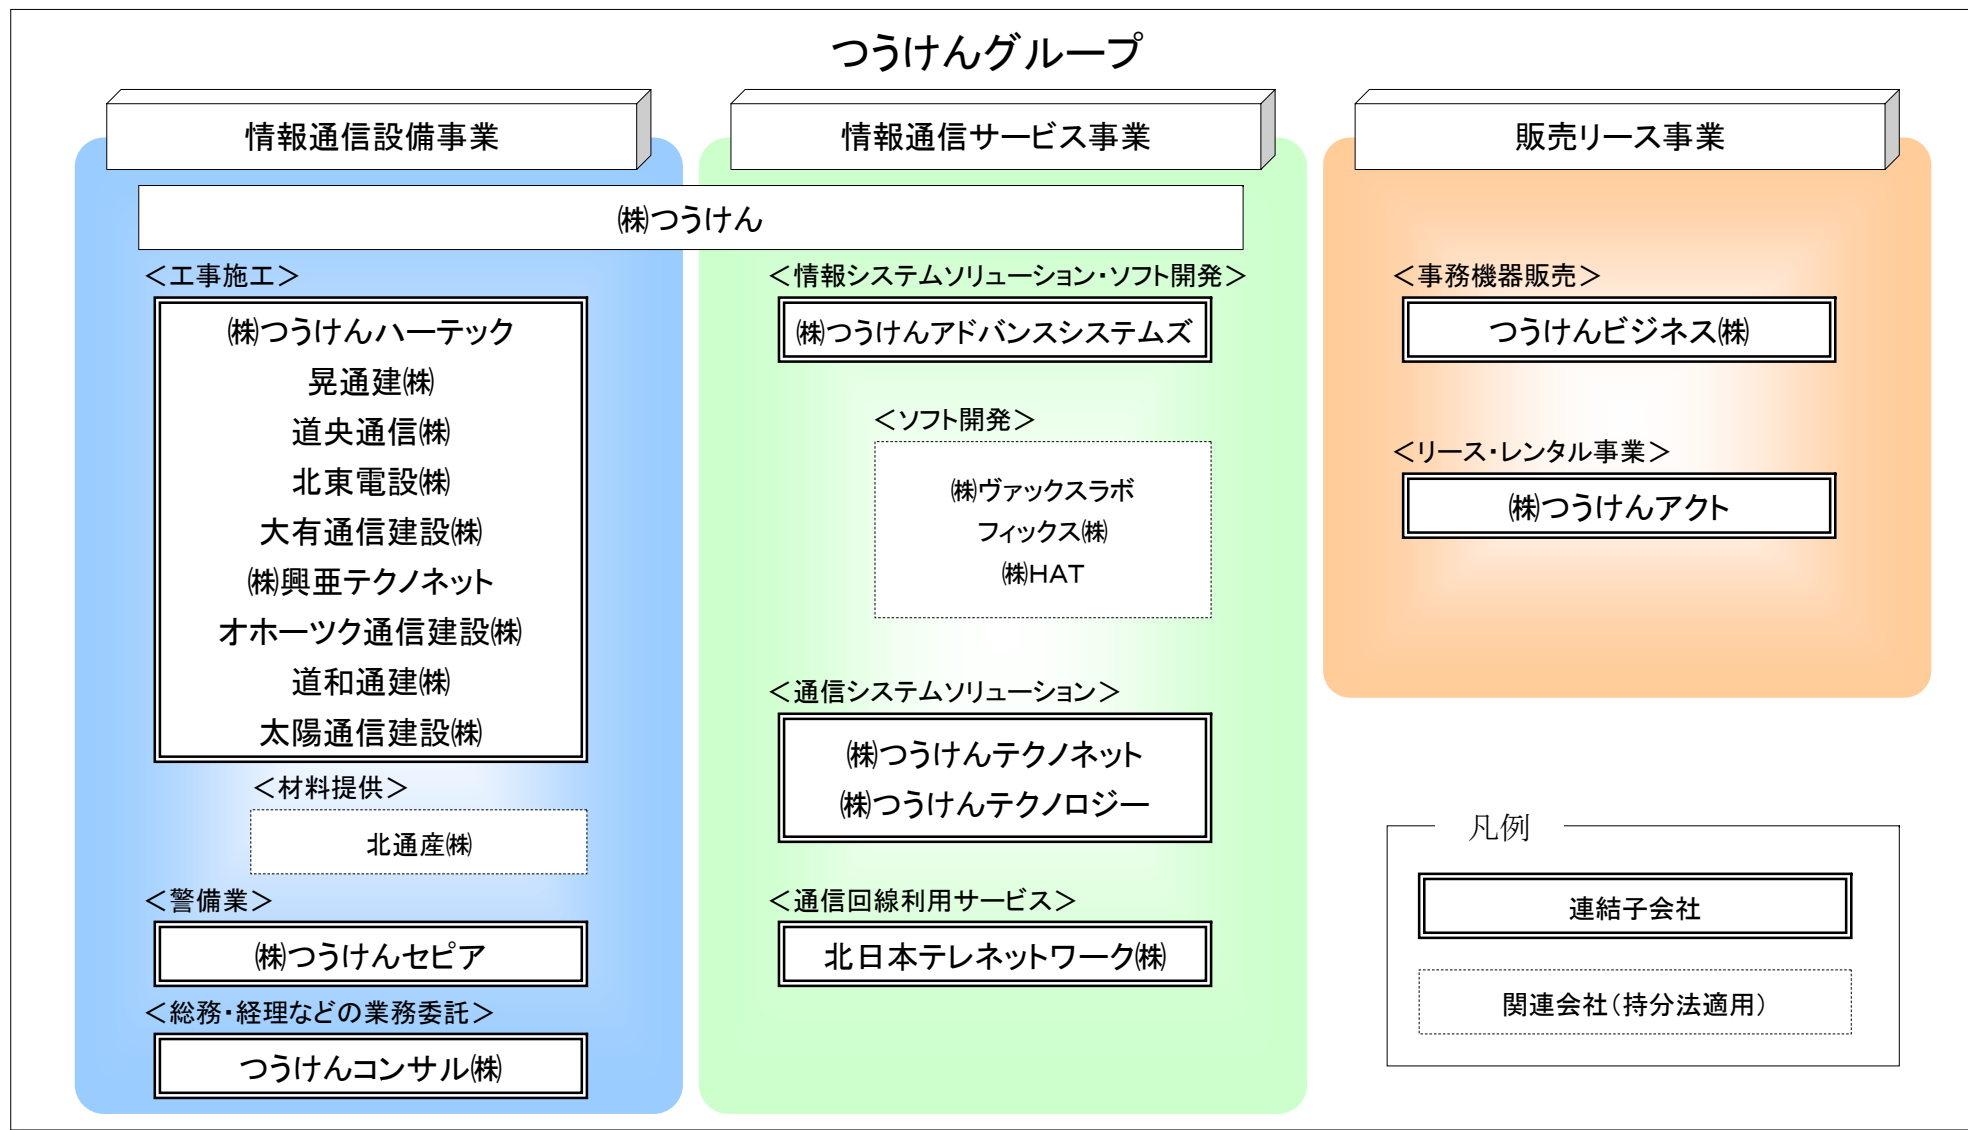 つうけんグループ
情報通信設備事業
情報通信サービス事業
販売リース事業
㈱つうけん
＜工事施工＞
㈱つうけんハーテック
晃通建㈱
道央通信㈱
北東電設㈱
大有通信建設㈱
㈱興亜テクノネット
オホーツク通信建設㈱
道和通建㈱
太陽通信建設㈱
＜材料提供＞
北通産㈱
＜警備業＞
㈱つうけんセピア
＜総務・経理などの業務委託＞
つうけんコンサル㈱
＜情報システムソリューション・ソフト開発＞
㈱つうけんアドバンスシステムズ
＜ソフト開発＞
㈱ヴァックスラボ
フィックス㈱
㈱HAT
＜通信システムソリューション＞
㈱つうけんテクノネット
㈱つうけんテクノロジー
＜通信回線利用サービス＞
北日本テレネットワーク㈱
＜事務機器販売＞
つうけんビジネス㈱
＜リース・レンタル事業＞
㈱つうけんアクト
凡例
連結子会社
関連会社（持分法適用）